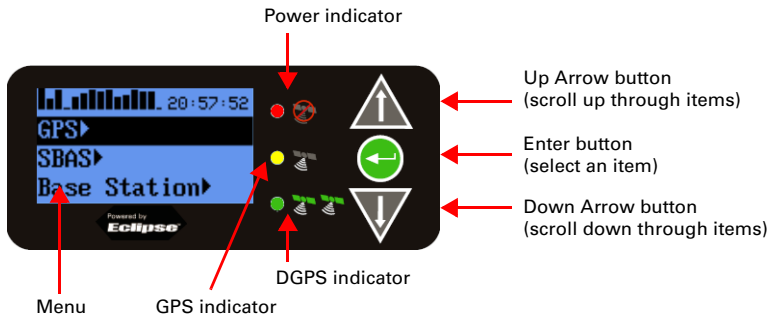 Power indicator
20:57:52
GPS
SBAS
Base Station
Powered by
Eclipse
Up Arrow button
(scroll up through items)
Enter button
(select an item)
Down Arrow button
(scroll down through items)
DGPS indicator
Menu
GPS indicator